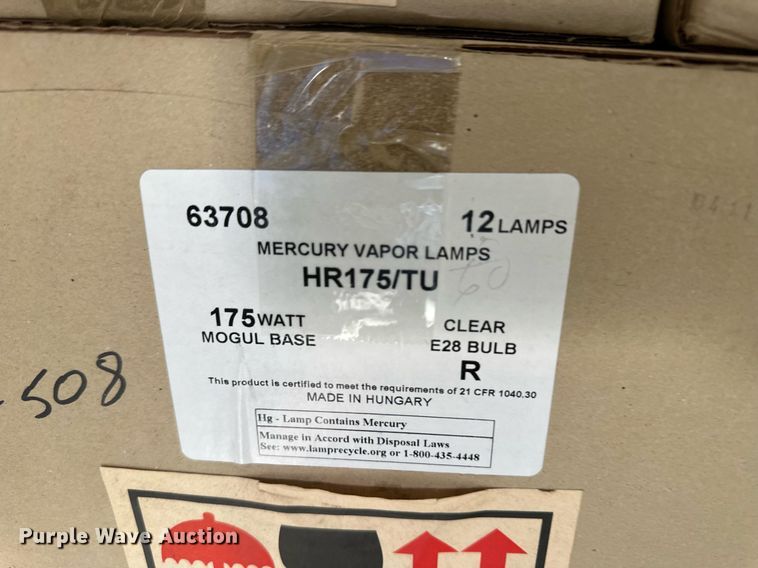 63708 12 LAMPS
MERCURY VAPOR LAMPS
HR175/TU 60
175 WATT CLEAR
MOGUL BASE E28 BULB
R
This product is certified to meet the requirements of 21 CFR 1040.30
MADE IN HUNGARY
Hg - Lamp Contains Mercury
Manage in Accord with Disposal Laws
See: www.lamprecycle.org or 1-800-435-4448
508
Purple Wave Auction